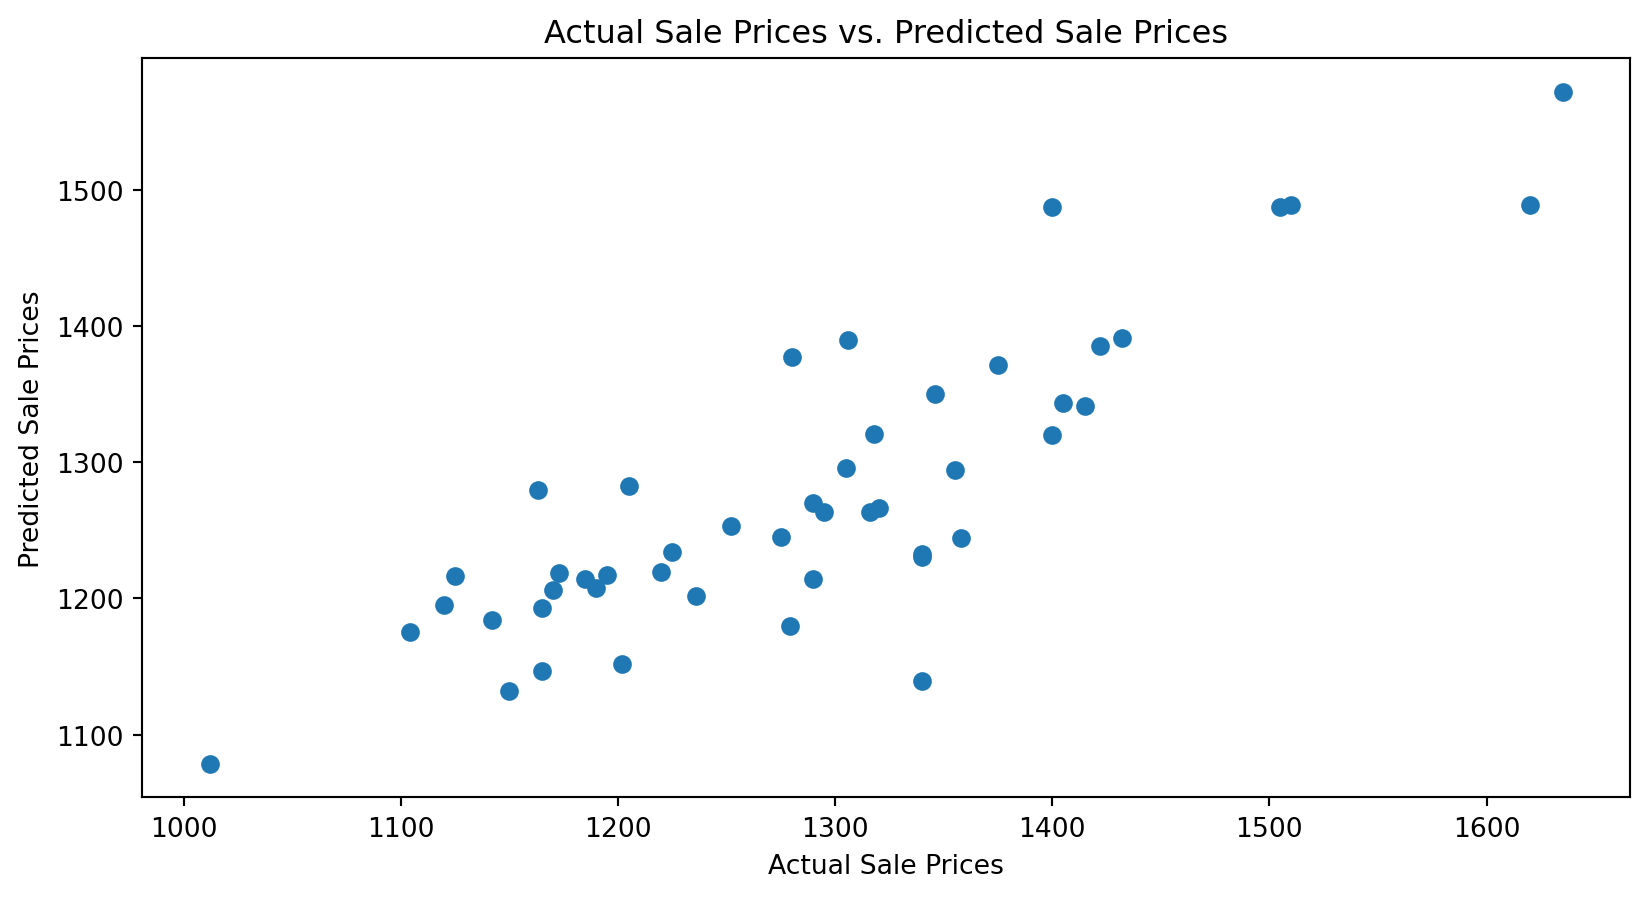 Actual Sale Prices vs. Predicted Sale Prices
Predicted Sale Prices
1500
1400
1300
1200
1100
1000 1100 1200 1300 1400 1500 1600
Actual Sale Prices